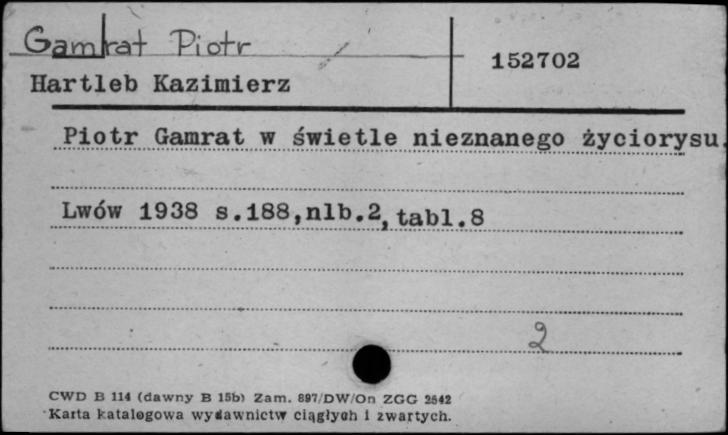 Gamrat Piotr
152702
Hartleb Kazimierz
Piotr Gamrat w świetle nieznanego życiorysu.
Lwów 1938 s.188,nlb.2,tabl.8
2
CWD B 114 (dawny B 15b) Zam. 897/DW/On ZGG 2642
Karta katalogowa wydawnictw ciągłych i zwartych.